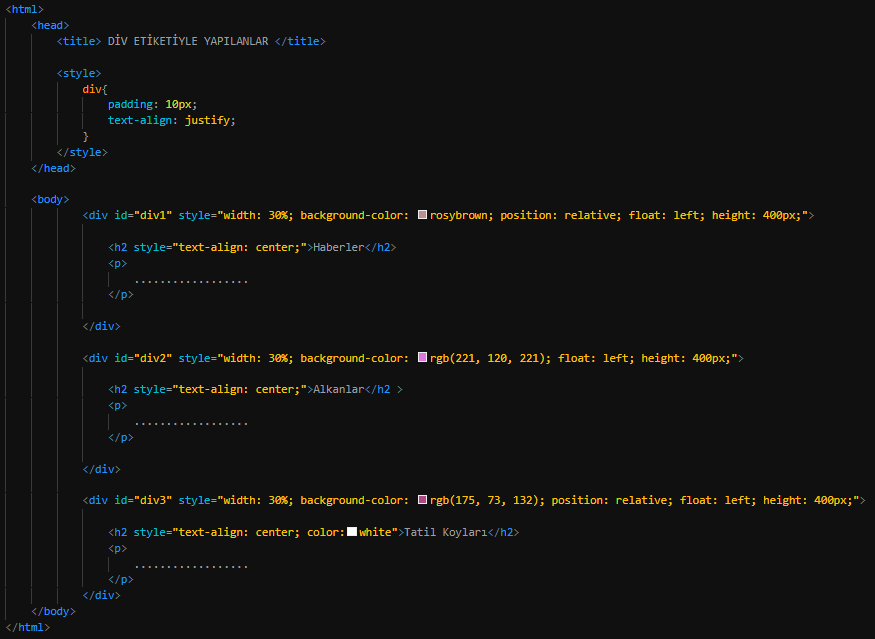 <html>
<head>
<title> DİV ETİKETİYLE YAPILANLAR </title>
<style>
div{
padding: 10px;
text-align: justify;
}
</style>
</head>
<body>
<div id="div1" style="width: 30%; background-color: rosybrown; position: relative; float: left; height: 400px;">
<h2 style="text-align: center;">Haberler</h2>
<p>
..................
</p>
</div>
<div id="div2" style="width: 30%; background-color: rgb(221, 120, 221); float: left; height: 400px;">
<h2 style="text-align: center;">Alkanlar</h2 >
<p>
..................
</p>
</div>
<div id="div3" style="width: 30%; background-color: rgb(175, 73, 132); position: relative; float: left; height: 400px;">
<h2 style="text-align: center; color:white">Tatil Koyları</h2>
<p>
..................
</p>
</div>
</body>
</html>